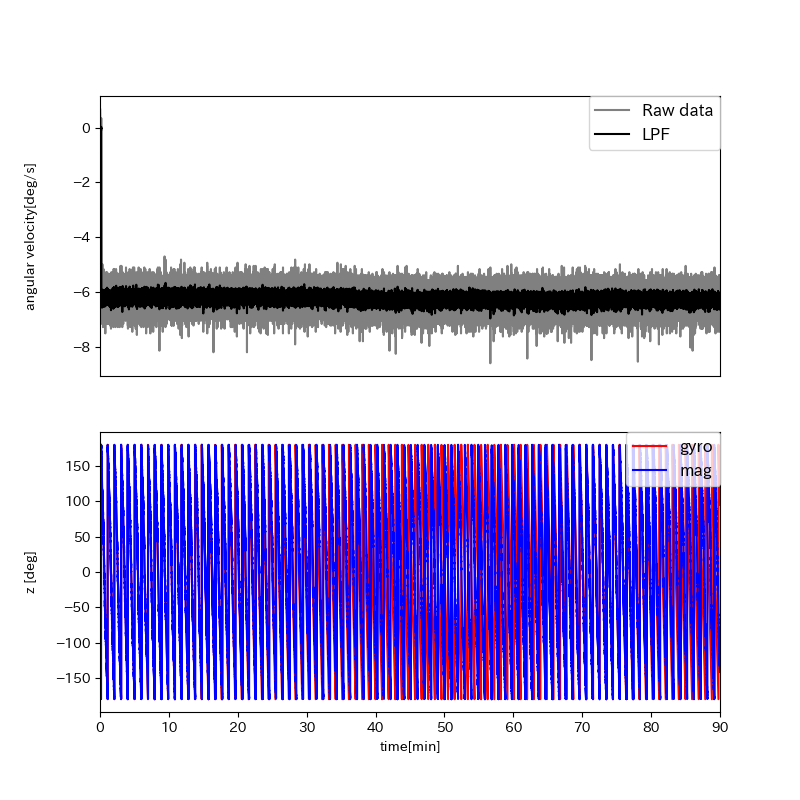 Raw data
LPF
angular velocity[deg/s]
0
−2
−4
−6
−8
gyro
mag
z [deg]
150
100
50
0
−50
−100
−150
0 10 20 30 40 50 60 70 80 90
time[min]